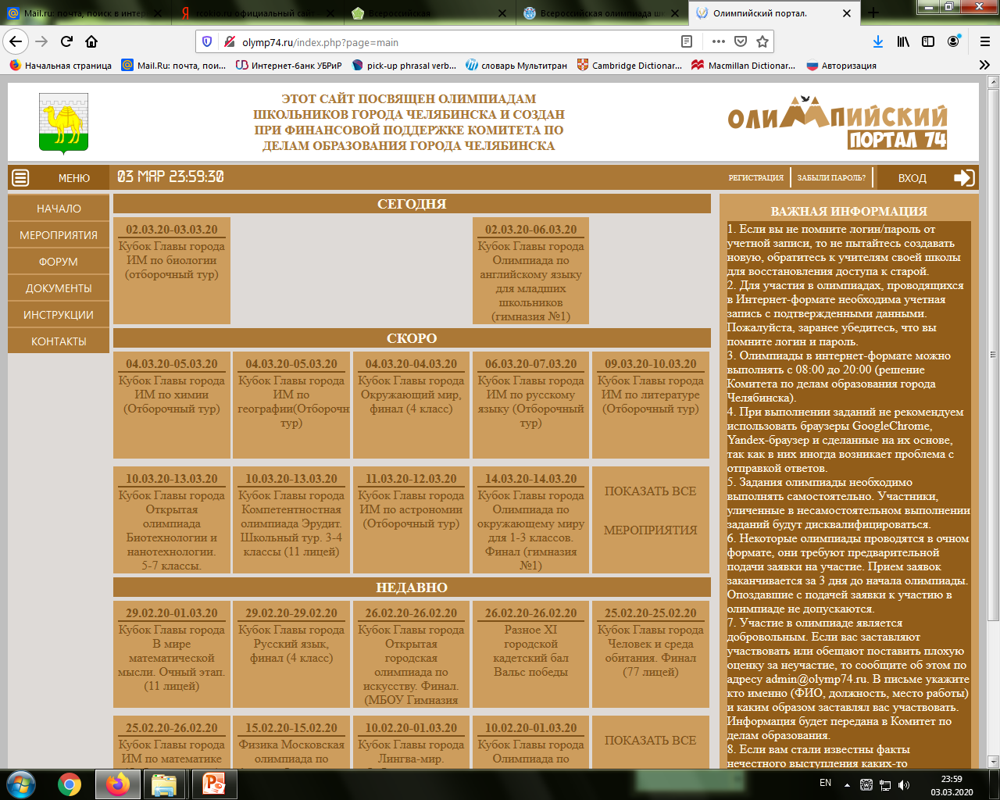 Mail.ru: почта, поиск в интер
rcokio.ru официальный сайт
Всероссийская
Всероссийская олимпиада шк
Олимпийский портал.
olymp74.ru/index.php?page=main
Начальная страница
Mail.Ru: почта, пои...
Интернет-банк УБРиР
pick-up phrasal verb...
словарь Мультитран
Cambridge Dictionar...
Macmillan Dictionar...
Авторизация
ЭТОТ САЙТ ПОСВЯЩЕН ОЛИМПИАДАМ
ШКОЛЬНИКОВ ГОРОДА ЧЕЛЯБИНСКА И СОЗДАН
ПРИ ФИНАНСОВОЙ ПОДДЕРЖКЕ КОМИТЕТА ПО
ДЕЛАМ ОБРАЗОВАНИЯ ГОРОДА ЧЕЛЯБИНСКА
ОЛИМПИЙСКИЙ
ПОРТАЛ 74
МЕНЮ
03 МАР 23:59:30
РЕГИСТРАЦИЯ
ЗАБЫЛИ ПАРОЛЬ?
ВХОД
НАЧАЛО
МЕРОПРИЯТИЯ
ФОРУМ
ДОКУМЕНТЫ
ИНСТРУКЦИИ
КОНТАКТЫ
СЕГОДНЯ
02.03.20-03.03.20
Кубок Главы города
ИМ по биологии
(отборочный тур)
02.03.20-06.03.20
Кубок Главы города
Олимпиада по
английскому языку
для младших
школьников
(гимназия №1)
СКОРО
04.03.20-05.03.20
Кубок Главы города
ИМ по химии
(Отборочный тур)
04.03.20-05.03.20
Кубок Главы города
ИМ по
географии(Отборочн
тур)
04.03.20-04.03.20
Кубок Главы города
Окружающий мир,
финал (4 класс)
06.03.20-07.03.20
Кубок Главы города
ИМ по русскому
языку (Отборочный
тур)
09.03.20-10.03.20
Кубок Главы города
ИМ по литературе
(Отборочный тур)
10.03.20-13.03.20
Кубок Главы города
Открытая
олимпиада
Биотехнологии и
нанотехнологии.
5-7 классы.
10.03.20-13.03.20
Кубок Главы города
Компетентностная
олимпиада Эрудит.
Школьный тур. 3-4
классы (11 лицей)
11.03.20-12.03.20
Кубок Главы города
ИМ по астрономии
(Отборочный тур)
14.03.20-14.03.20
Кубок Главы города
Олимпиада по
окружающему миру
для 1-3 классов.
Финал (гимназия
№1)
ПОКАЗАТЬ ВСЕ
МЕРОПРИЯТИЯ
НЕДАВНО
29.02.20-01.03.20
Кубок Главы города
В мире
математической
мысли. Очный этап.
(11 лицей)
29.02.20-29.02.20
Кубок Главы города
Русский язык,
финал (4 класс)
26.02.20-26.02.20
Кубок Главы города
Открытая
городская
олимпиада по
искусству. Финал.
(МБОУ Гимназия
26.02.20-26.02.20
Разное XI
городской
кадетский бал
Вальс победы
25.02.20-25.02.20
Кубок Главы города
Человек и среда
обитания. Финал
(77 лицей)
25.02.20-26.02.20
Кубок Главы города
ИМ по математике
15.02.20-15.02.20
Физика Московская
олимпиада по
10.02.20-01.03.20
Кубок Главы города
Лингва-мир.
10.02.20-01.03.20
Кубок Главы города
Олимпиада по
ПОКАЗАТЬ ВСЕ
ВАЖНАЯ ИНФОРМАЦИЯ
1. Если вы не помните логин/пароль от
учетной записи, то не пытайтесь создавать
новую, обратитесь к учителям своей школы
для восстановления доступа к старой.
2. Для участия в олимпиадах, проводящихся
в Интернет-формате необходима учетная
запись с подтвержденными данными.
Пожалуйста, заранее убедитесь, что вы
помните логин и пароль.
3. Олимпиады в интернет-формате можно
выполнять с 08:00 до 20:00 (решение
Комитета по делам образования города
Челябинска).
4. При выполнении заданий не рекомендуем
использовать браузеры GoogleChrome,
Yandex-браузер и сделанные на их основе,
так как в них иногда возникает проблема с
отправкой ответов.
5. Задания олимпиады необходимо
выполнять самостоятельно. Участники,
уличенные в несамостоятельном выполнении
заданий будут дисквалифицироваться.
6. Некоторые олимпиады проводятся в очном
формате, они требуют предварительной
подачи заявки на участие. Прием заявок
заканчивается за 3 дня до начала олимпиады.
Опоздавшие с подачей заявки к участию в
олимпиаде не допускаются.
7. Участие в олимпиаде является
добровольным. Если вас заставляют
участвовать или обещают поставить плохую
оценку за неучастие, то сообщите об этом по
адресу admin@olymp74.ru. В письме укажите
кто именно (ФИО, должность, место работы)
и каким образом заставлял вас участвовать.
Информация будет передана в Комитет по
делам образования.
8. Если вам стали известны факты
нечестного выступления каких-то
EN
23:59
03.03.2020